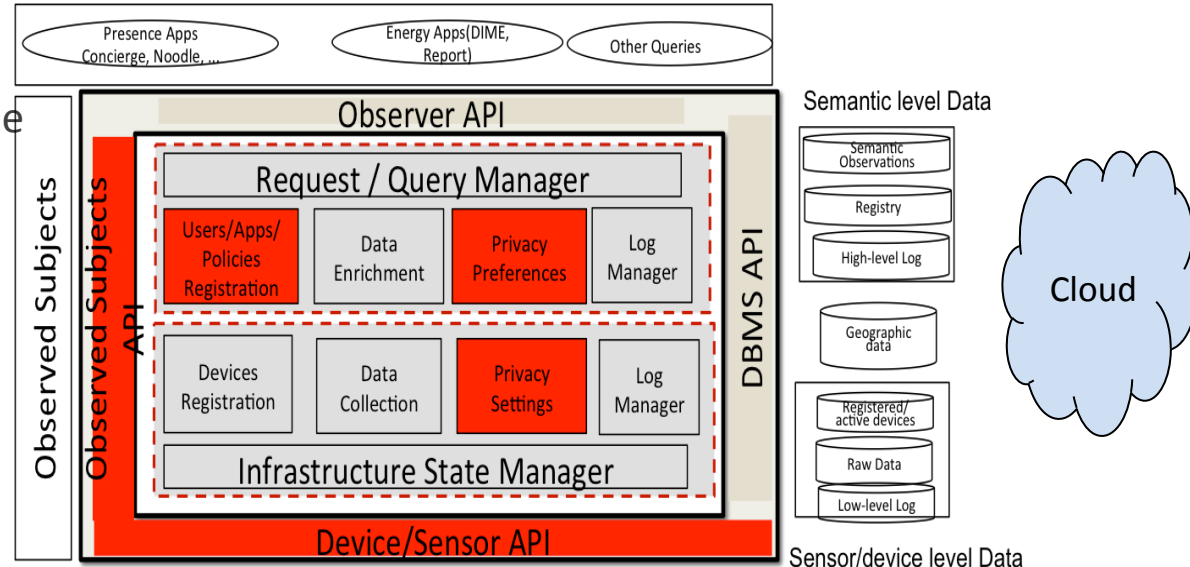 Presence Apps
Concierge, Noodle, ...
Energy Apps(DIME,
Report)
Other Queries
e
Observer API
Semantic level Data
Observed Subjects
Observed Subjects
API
Request / Query Manager
Users/Apps/
Policies
Registration
Data
Enrichment
Privacy
Preferences
Log
Manager
Devices
Registration
Data
Collection
Privacy
Settings
Log
Manager
Infrastructure State Manager
Device/Sensor API
DBMS API
Semantic
Observations
Registry
High-level Log
Geographic
data
Registered/
active devices
Raw Data
Low-level Log
Sensor/device level Data
Cloud